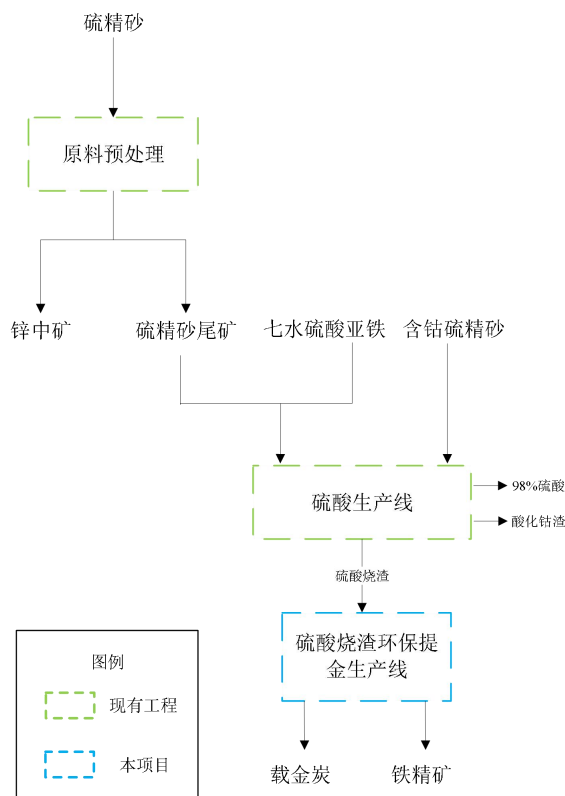 硫精砂
原料预处理
锌中矿
硫精砂尾矿
七水硫酸亚铁
含钴硫精砂
硫酸生产线
98%硫酸
酸化钴渣
硫酸烧渣
硫酸烧渣环保提
金生产线
载金炭
铁精矿
图例
现有工程
本项目